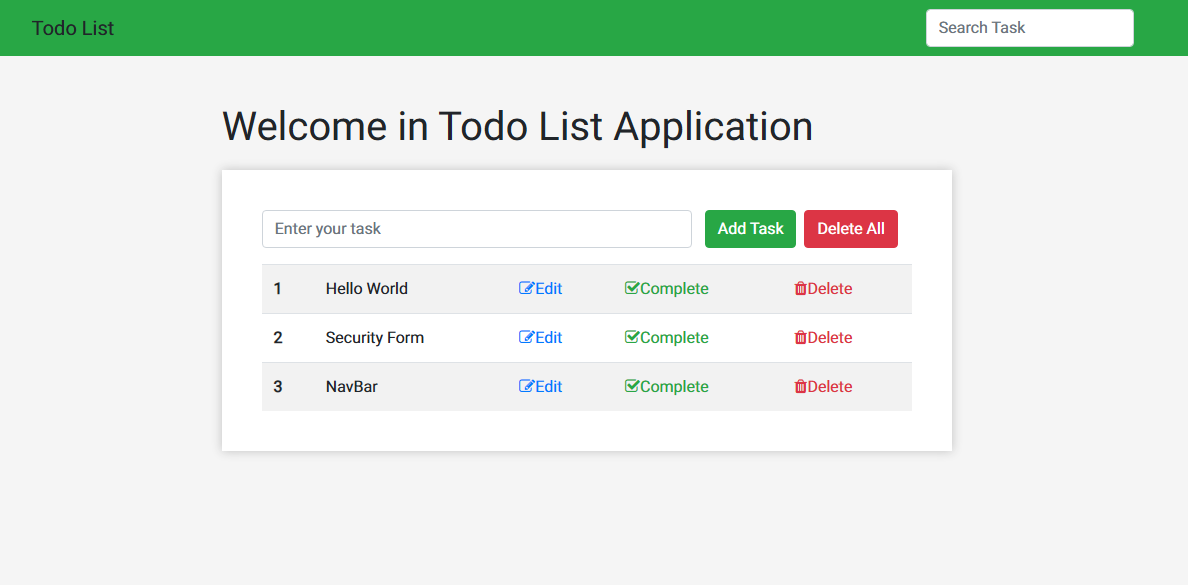 Todo List Search Task
Welcome in Todo List Application
Enter your task Add Task Delete All
1 Hello World Edit Complete Delete
2 Security Form Edit Complete Delete
3 NavBar Edit Complete Delete